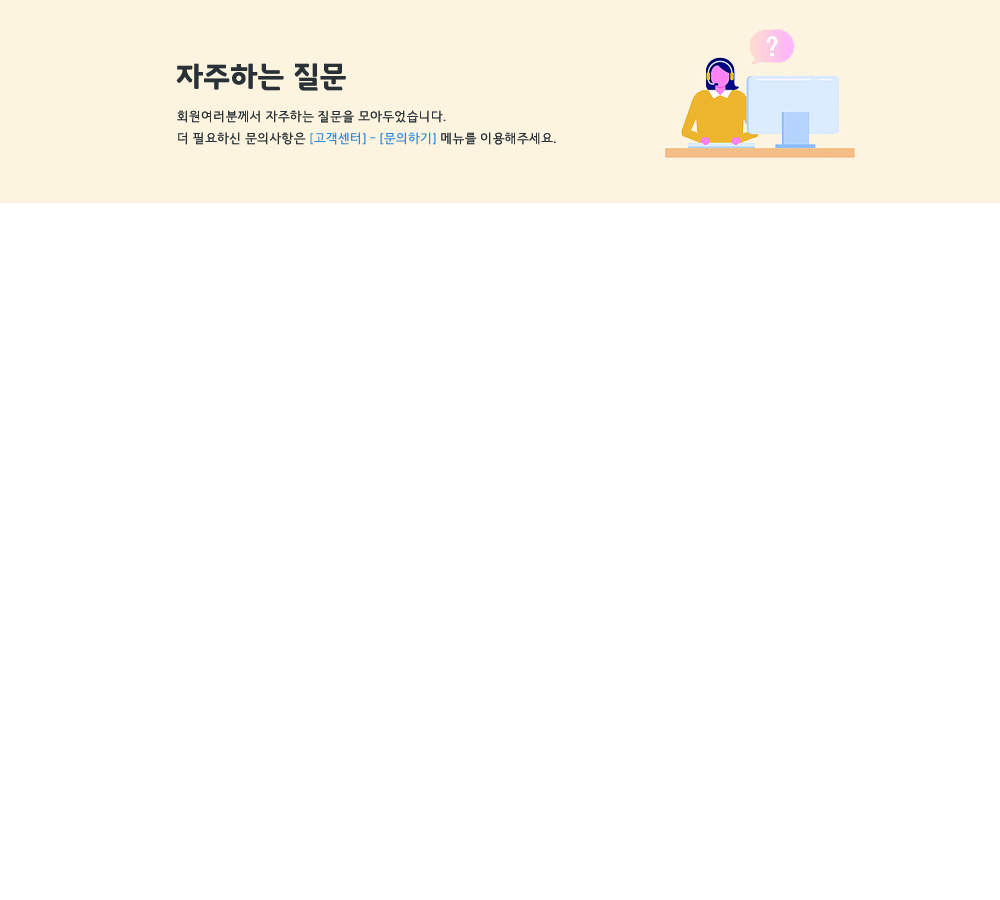 자주하는 질문
회원여러분께서 자주하는 질문을 모아두었습니다.
더 필요하신 문의사항은 [고객센터] - [문의하기] 메뉴를 이용해주세요.
?